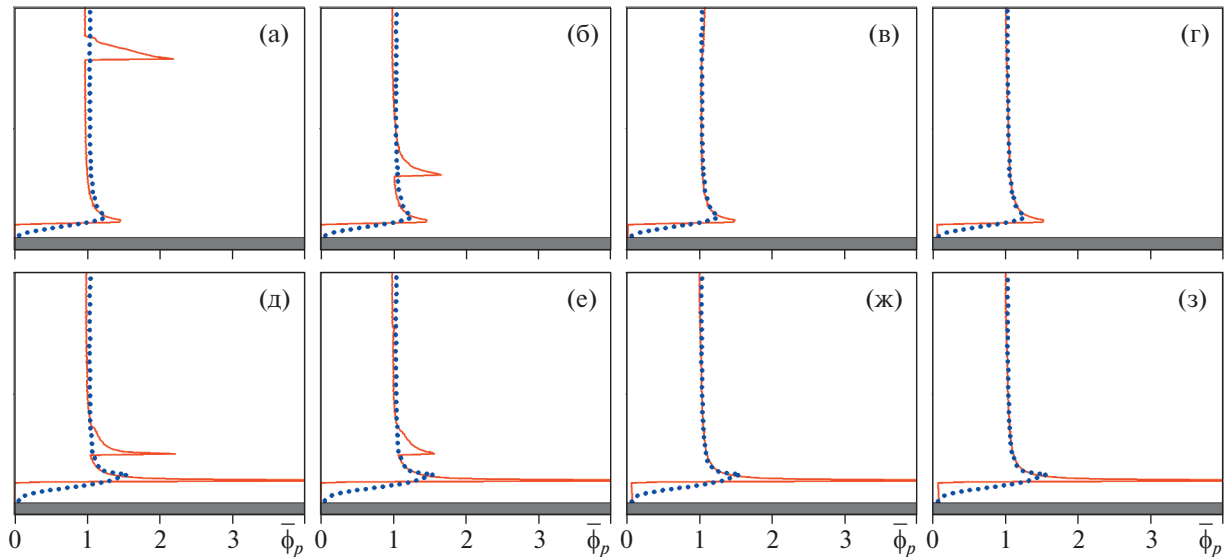 (а) (б) (в) (г)
(д) (е) (ж) (з)
0 1 2 3 ϕ̅p 0 1 2 3 ϕ̅p 0 1 2 3 ϕ̅p 0 1 2 3 ϕ̅p